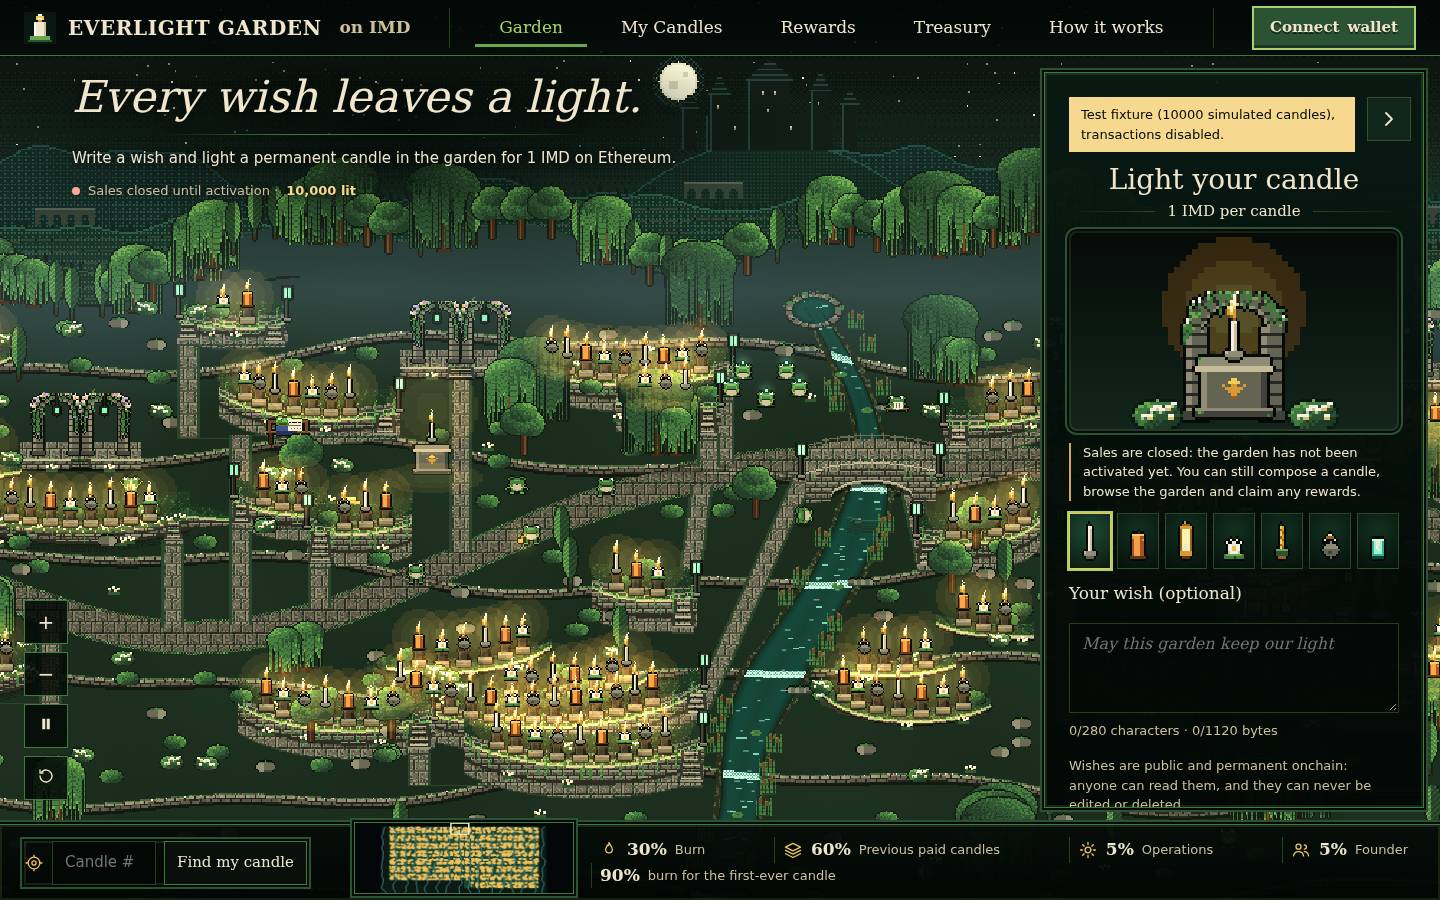 EVERLIGHT GARDEN on IMD
Garden
My Candles
Rewards
Treasury
How it works
Connect wallet
Every wish leaves a light.
Write a wish and light a permanent candle in the garden for 1 IMD on Ethereum.
Sales closed until activation · 10,000 lit
Test fixture (10000 simulated candles),
transactions disabled.
Light your candle
1 IMD per candle
Sales are closed: the garden has not been
activated yet. You can still compose a candle,
browse the garden and claim any rewards.
Your wish (optional)
May this garden keep our light
0/280 characters · 0/1120 bytes
Wishes are public and permanent onchain:
anyone can read them, and they can never be
edited or deleted
Candle #
Find my candle
30% Burn
60% Previous paid candles
5% Operations
5% Founder
90% burn for the first-ever candle